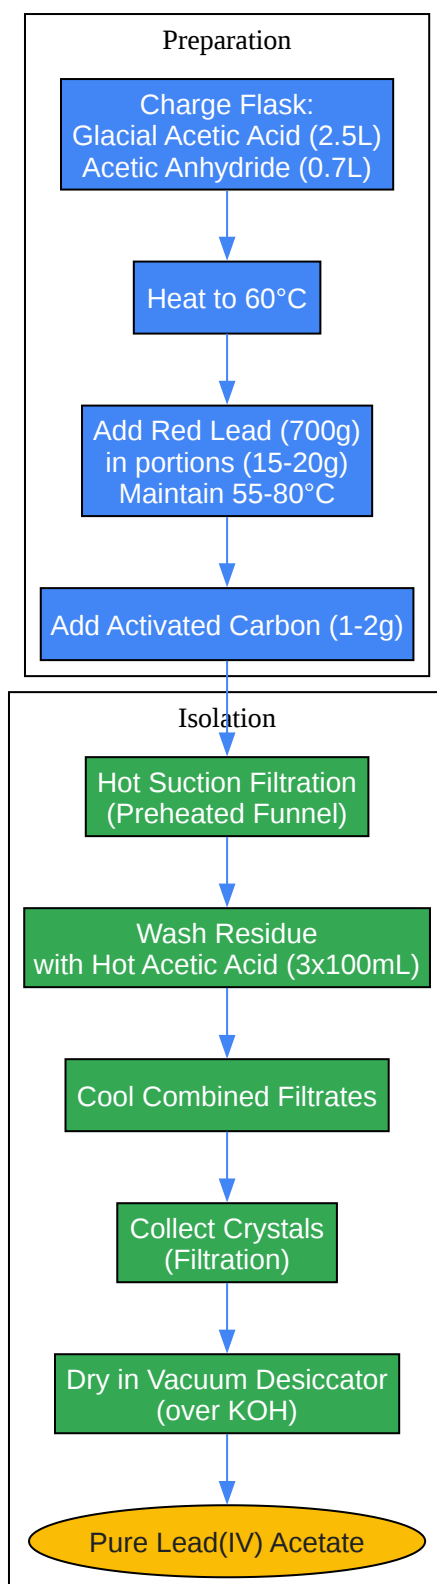 Preparation
Charge Flask:
Glacial Acetic Acid (2.5L)
Acetic Anhydride (0.7L)
Heat to 60°C
Add Red Lead (700g)
in portions (15-20g)
Maintain 55-80°C
Add Activated Carbon (1-2g)
Isolation
Hot Suction Filtration
(Preheated Funnel)
Wash Residue
with Hot Acetic Acid (3x100mL)
Cool Combined Filtrates
Collect Crystals
(Filtration)
Dry in Vacuum Desiccator
(over KOH)
Pure Lead(IV) Acetate